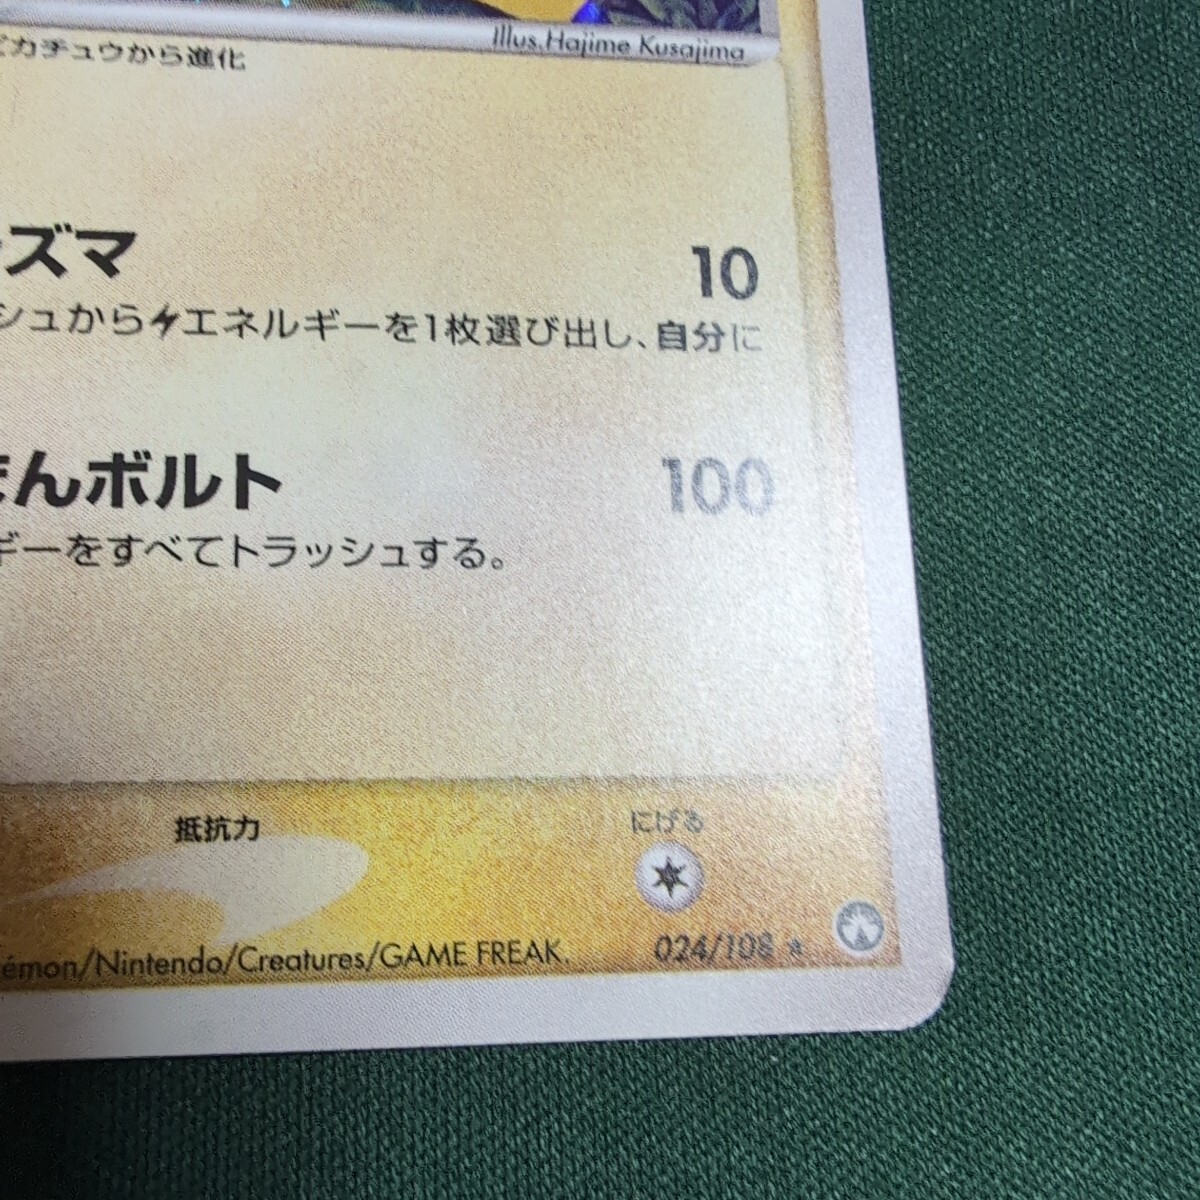 Illus. Hajime Kusajima
ピカチュウから進化
ズマ 10
シュからエネルギーを1枚選び出し、自分に
まんボルト 100
ギーをすべてトラッシュする。
抵抗力 にげる
émon/Nintendo/Creatures/GAME FREAK. 024/108 ★